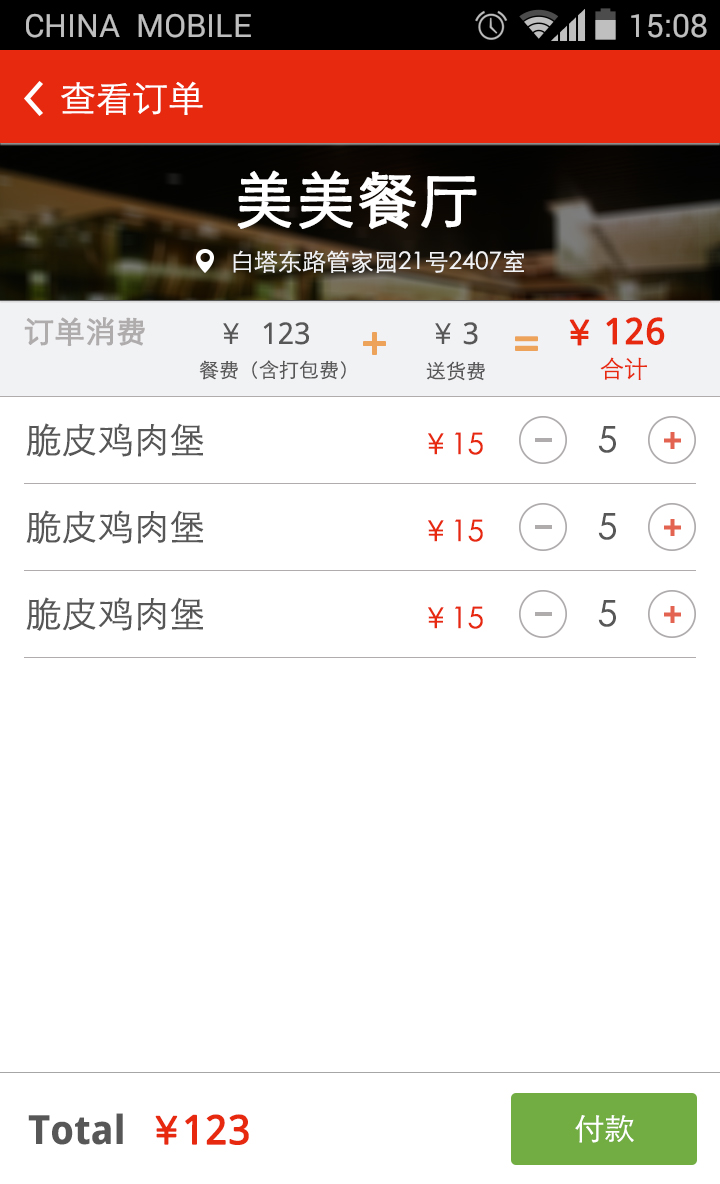 CHINA MOBILE 15:08
查看订单
美美餐厅
白塔东路管家园21号2407室
订单消费 ¥ 123 + ¥ 3 = ¥ 126
餐费（含打包费） 送货费 合计
脆皮鸡肉堡 ¥ 15 − 5 +
脆皮鸡肉堡 ¥ 15 − 5 +
脆皮鸡肉堡 ¥ 15 − 5 +
Total ¥123 付款